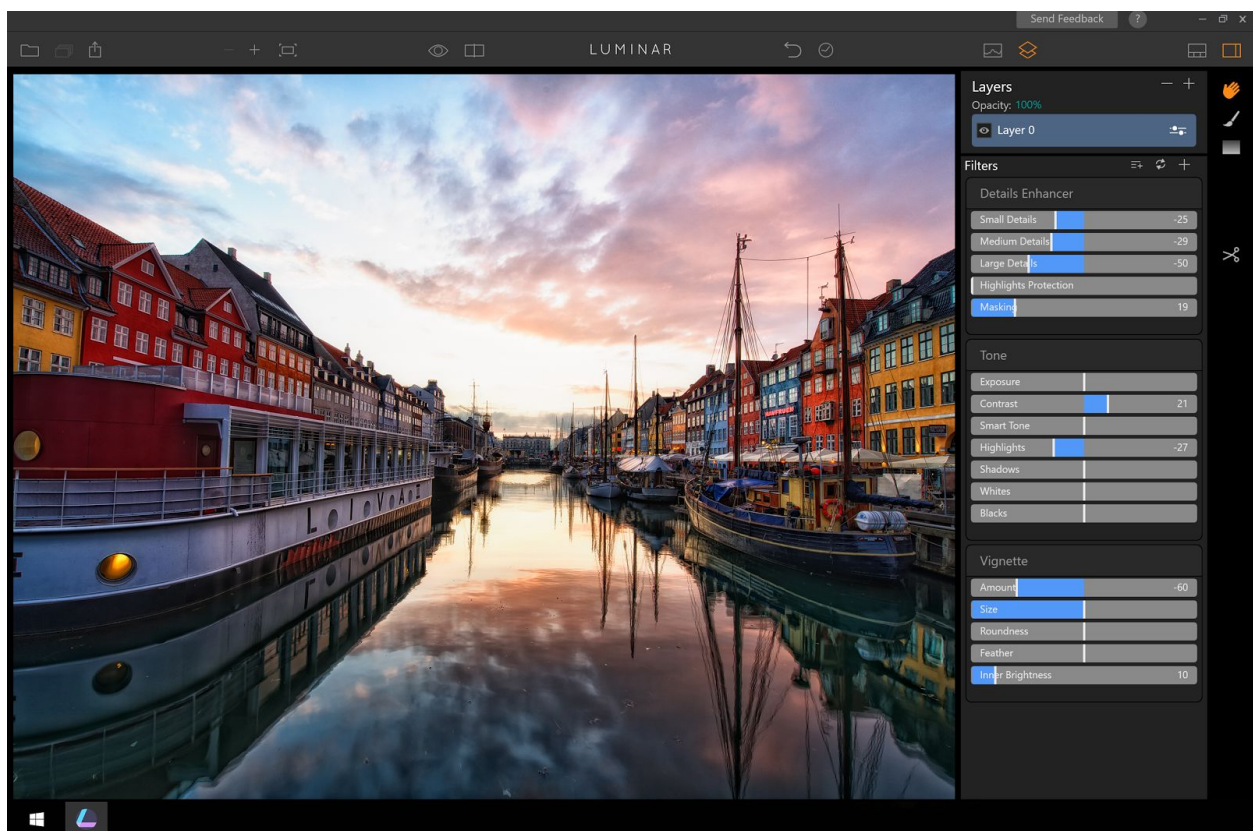 Send Feedback ?
LUMINAR
Layers
Opacity: 100%
Layer 0
Filters
Details Enhancer
Small Details -25
Medium Details -29
Large Details -50
Highlights Protection
Masking 19
Tone
Exposure
Contrast 21
Smart Tone
Highlights -27
Shadows
Whites
Blacks
Vignette
Amount -60
Size
Roundness
Feather
Inner Brightness 10